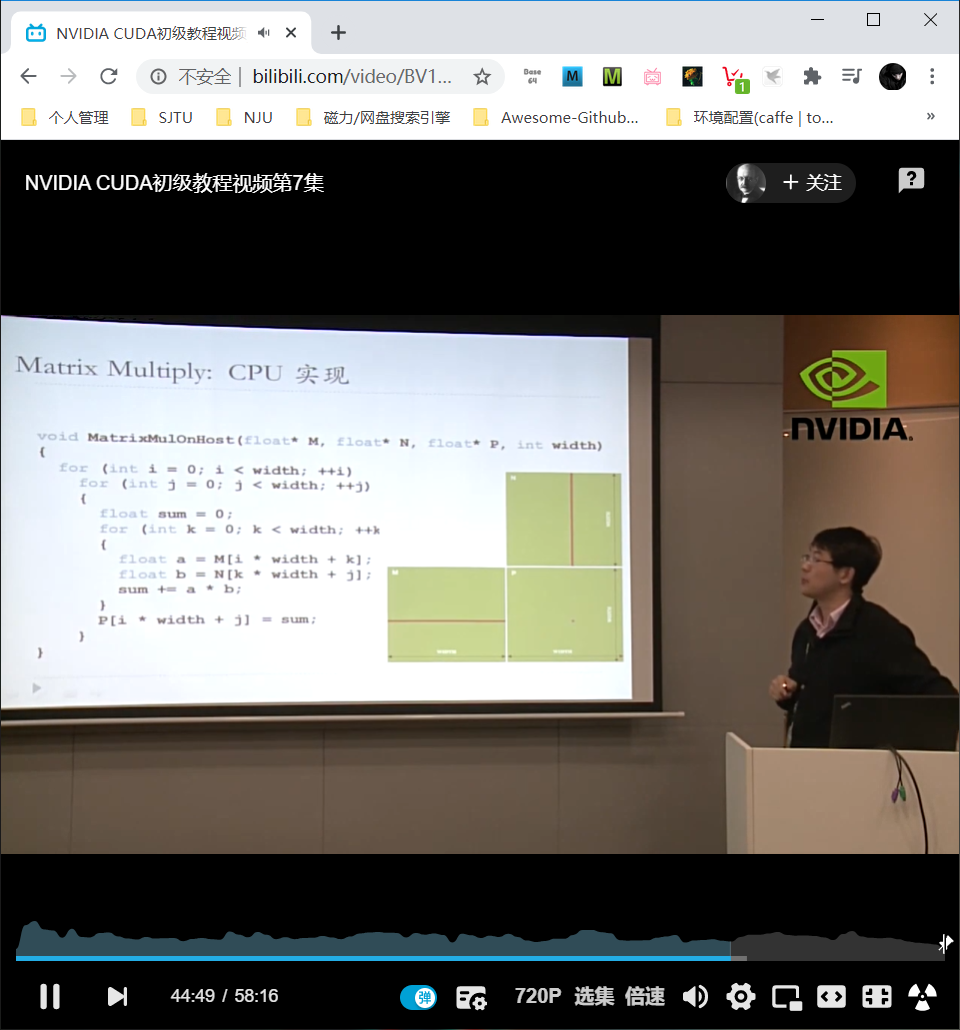 NVIDIA CUDA初级教程视频
不安全 | bilibili.com/video/BV1...
Base 64
M
M
1
个人管理
SJTU
NJU
磁力/网盘搜索引擎
Awesome-Github...
环境配置(caffe | to...
»
NVIDIA CUDA初级教程视频第7集
+ 关注
?
Matrix Multiply: CPU 实现
void MatrixMulOnHost(float* M, float* N, float* P, int width)
{
for (int i = 0; i < width; ++i)
for (int j = 0; j < width; ++j)
{
float sum = 0;
for (int k = 0; k < width; ++k
{
float a = M[i * width + k];
float b = N[k * width + j];
sum += a * b;
}
P[i * width + j] = sum;
}
}
N
M
P
NVIDIA.
44:49 / 58:16
弹
720P
选集
倍速